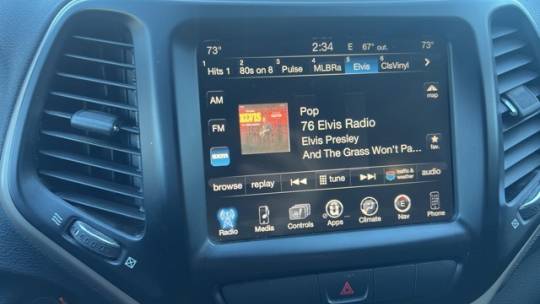 73° 2:34 E 67° out. 73°
1 Hits 1 2 80s on 8 3 Pulse 4 MLBRa 5 Elvis 6 ClsVinyl
AM
Pop
map
ELVIS
76 Elvis Radio
FM
Elvis Presley
fav.
And The Grass Won't Pa...
SXM
browse replay tune traffic & weather audio
Radio Media Controls Apps Climate Nav Phone